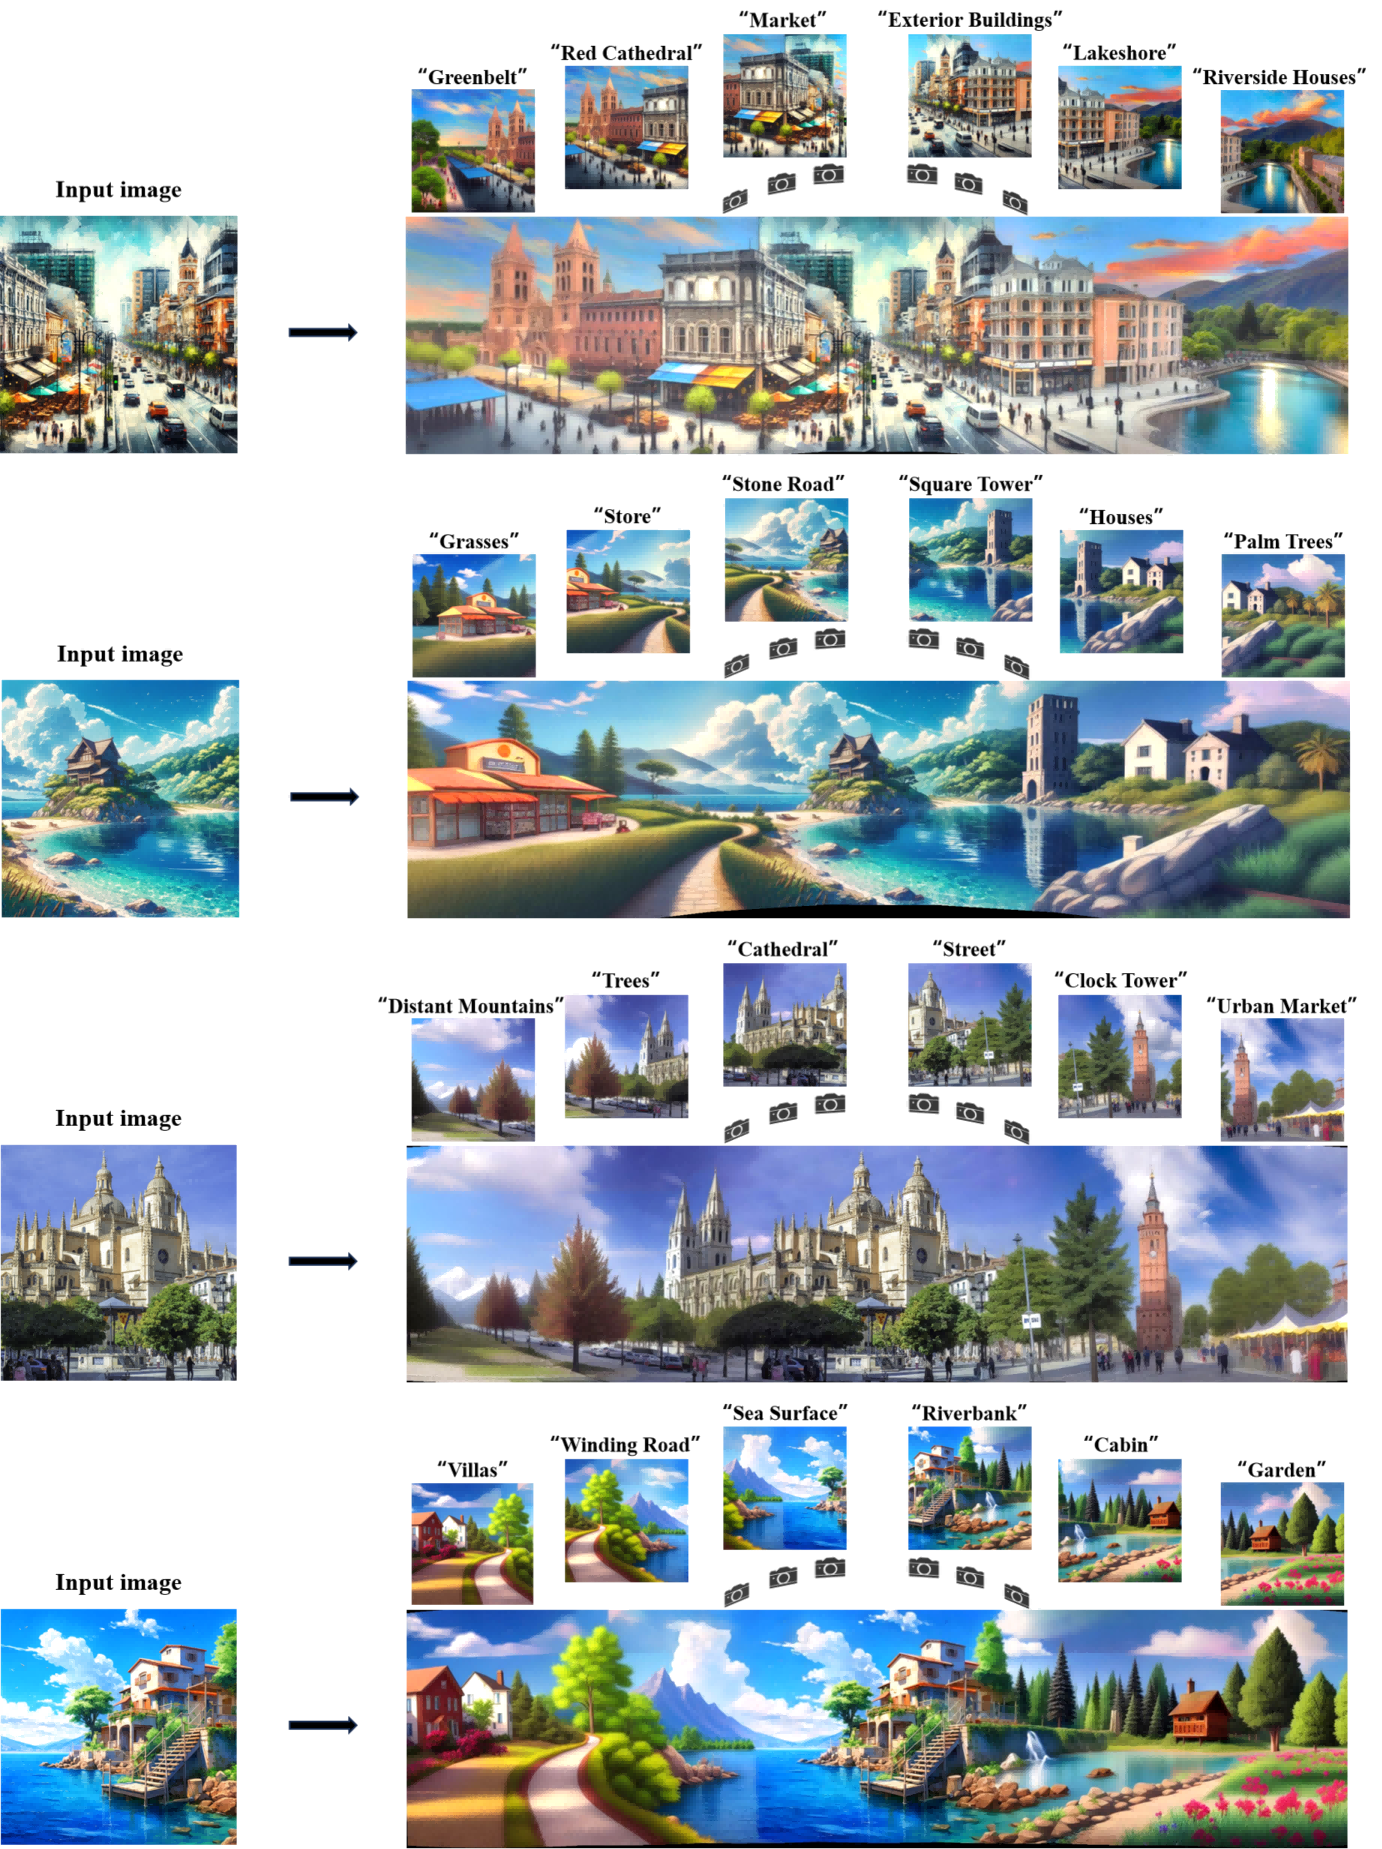 “Market”
“Exterior Buildings”
“Red Cathedral”
“Lakeshore”
“Greenbelt”
“Riverside Houses”
Input image
“Stone Road”
“Square Tower”
“Store”
“Houses”
“Grasses”
“Palm Trees”
Input image
“Cathedral”
“Street”
“Trees”
“Clock Tower”
“Distant Mountains”
“Urban Market”
Input image
“Sea Surface”
“Riverbank”
“Winding Road”
“Cabin”
“Villas”
“Garden”
Input image